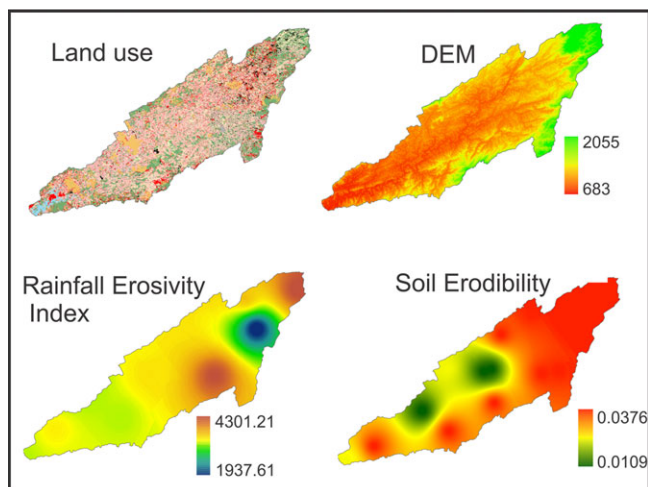 Land use
DEM
2055
683
Rainfall Erosivity
Index
4301.21
1937.61
Soil Erodibility
0.0376
0.0109